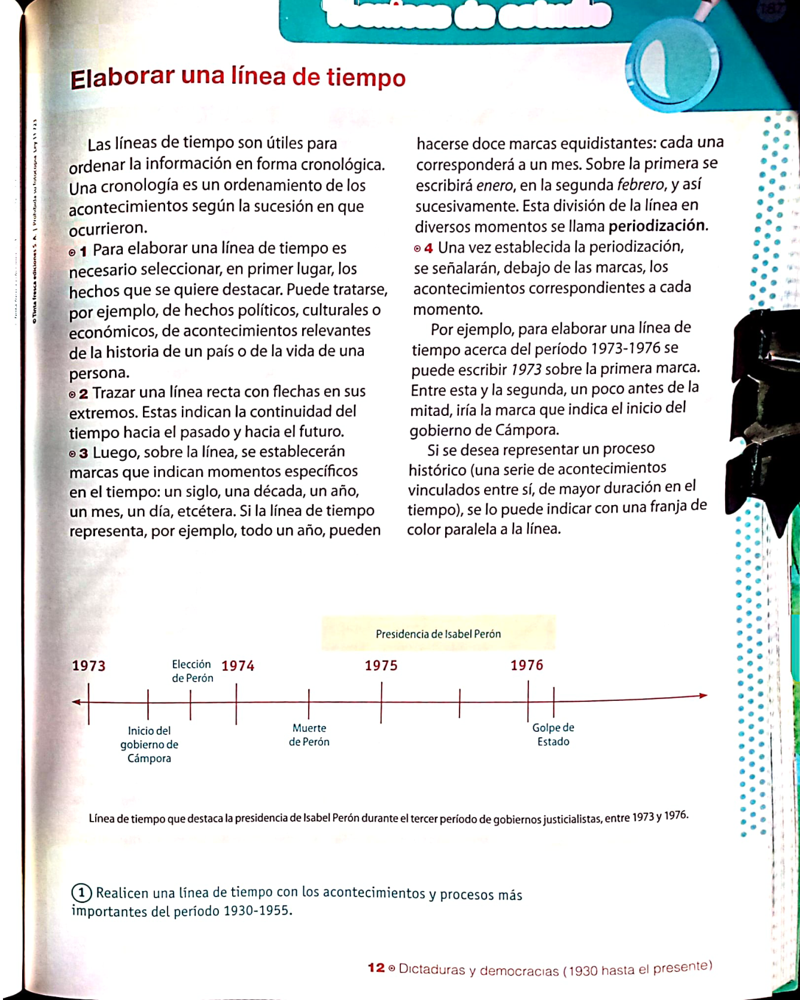 187
Elaborar una línea de tiempo
Las líneas de tiempo son útiles para
ordenar la información en forma cronológica.
Una cronología es un ordenamiento de los
acontecimientos según la sucesión en que
ocurrieron.
1 Para elaborar una línea de tiempo es
necesario seleccionar, en primer lugar, los
hechos que se quiere destacar. Puede tratarse,
por ejemplo, de hechos políticos, culturales o
económicos, de acontecimientos relevantes
de la historia de un país o de la vida de una
persona.
2 Trazar una línea recta con flechas en sus
extremos. Estas indican la continuidad del
tiempo hacia el pasado y hacia el futuro.
3 Luego, sobre la línea, se establecerán
marcas que indican momentos específicos
en el tiempo: un siglo, una década, un año,
un mes, un día, etcétera. Si la línea de tiempo
representa, por ejemplo, todo un año, pueden
hacerse doce marcas equidistantes: cada una
corresponderá a un mes. Sobre la primera se
escribirá enero, en la segunda febrero, y así
sucesivamente. Esta división de la línea en
diversos momentos se llama periodización.
4 Una vez establecida la periodización,
se señalarán, debajo de las marcas, los
acontecimientos correspondientes a cada
momento.
Por ejemplo, para elaborar una línea de
tiempo acerca del período 1973-1976 se
puede escribir 1973 sobre la primera marca.
Entre esta y la segunda, un poco antes de la
mitad, iría la marca que indica el inicio del
gobierno de Cámpora.
Si se desea representar un proceso
histórico (una serie de acontecimientos
vinculados entre sí, de mayor duración en el
tiempo), se lo puede indicar con una franja de
color paralela a la línea.
© Tinta fresca ediciones S. A. | Prohibida su fotocopia. Ley 11.723
Presidencia de Isabel Perón
1973
Elección
de Perón
1974
1975
1976
Inicio del
gobierno de
Cámpora
Muerte
de Perón
Golpe de
Estado
Línea de tiempo que destaca la presidencia de Isabel Perón durante el tercer período de gobiernos justicialistas, entre 1973 y 1976.
1 Realicen una línea de tiempo con los acontecimientos y procesos más
importantes del período 1930-1955.
12 Dictaduras y democracias (1930 hasta el presente)